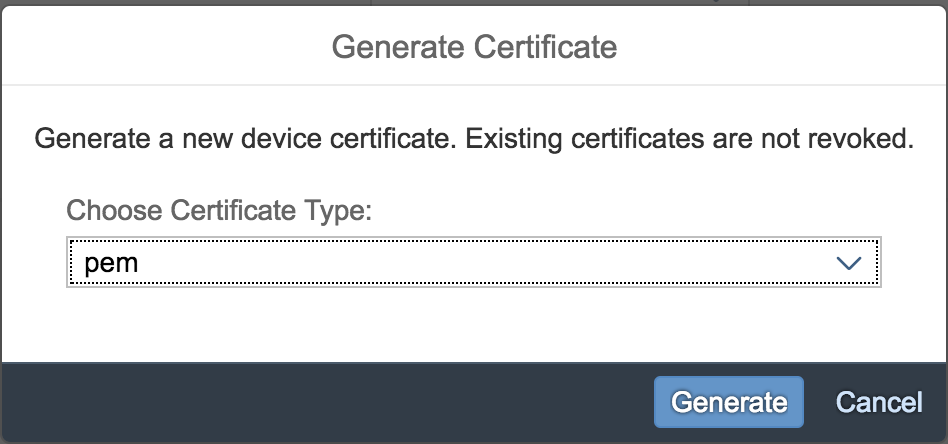 Generate Certificate
Generate a new device certificate. Existing certificates are not revoked.
Choose Certificate Type:
pem
Generate Cancel